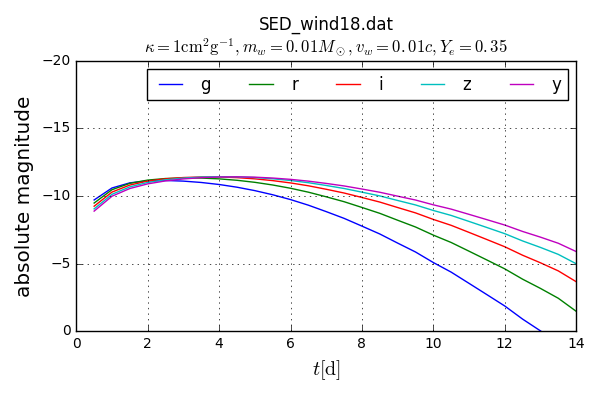 SED_wind18.dat
κ = 1cm²g⁻¹, m_w = 0.01M_⊙, v_w = 0.01c, Y_e = 0.35
−20
g r i z y
−15
−10
−5
0
absolute magnitude
0 2 4 6 8 10 12 14
t[d]